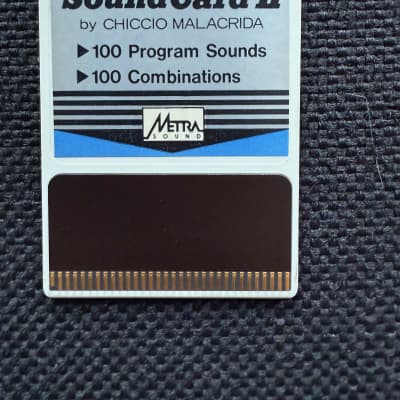 SoundCard II
by CHICCIO MALACRIDA
▶100 Program Sounds
▶100 Combinations
METRA
SOUND